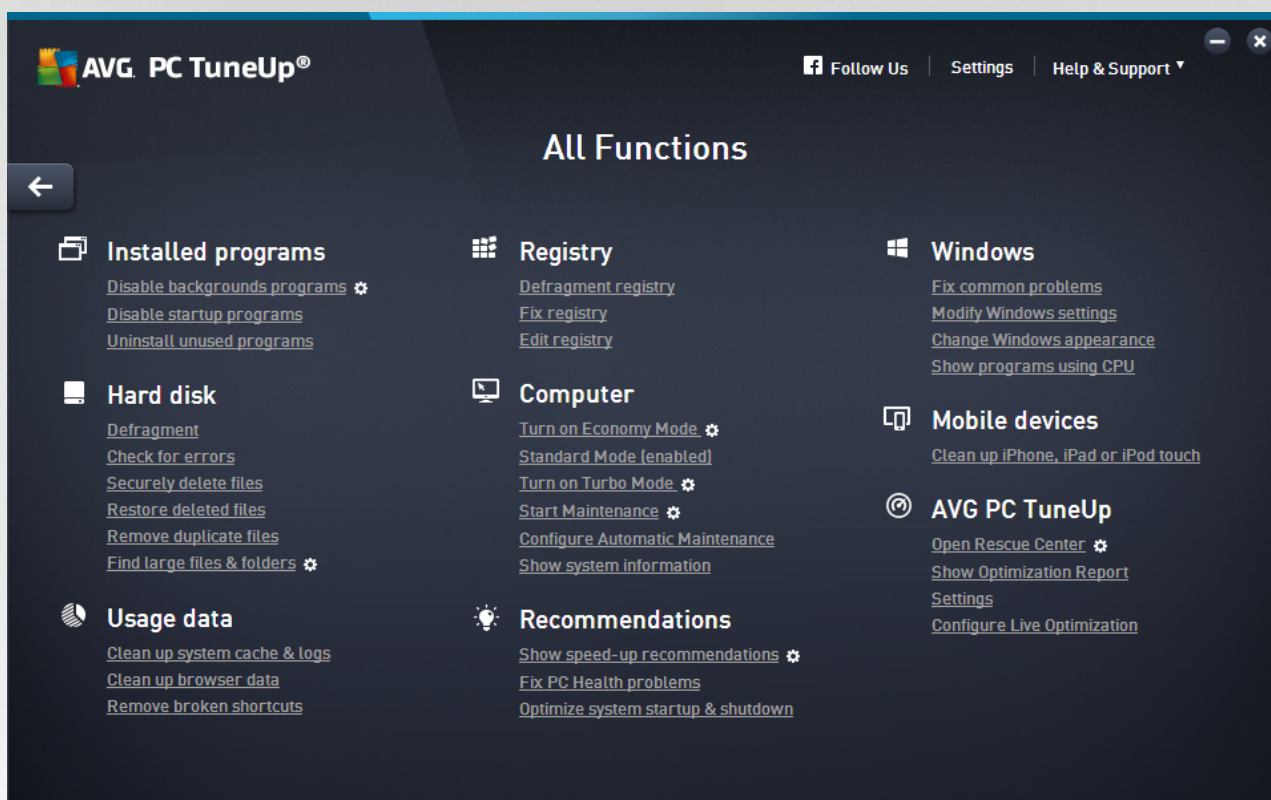 AVG. PC TuneUp®
Follow Us
Settings
Help & Support
All Functions
Installed programs
Disable backgrounds programs
Disable startup programs
Uninstall unused programs
Hard disk
Defragment
Check for errors
Securely delete files
Restore deleted files
Remove duplicate files
Find large files & folders
Usage data
Clean up system cache & logs
Clean up browser data
Remove broken shortcuts
Registry
Defragment registry
Fix registry
Edit registry
Computer
Turn on Economy Mode
Standard Mode (enabled)
Turn on Turbo Mode
Start Maintenance
Configure Automatic Maintenance
Show system information
Recommendations
Show speed-up recommendations
Fix PC Health problems
Optimize system startup & shutdown
Windows
Fix common problems
Modify Windows settings
Change Windows appearance
Show programs using CPU
Mobile devices
Clean up iPhone, iPad or iPod touch
AVG PC TuneUp
Open Rescue Center
Show Optimization Report
Settings
Configure Live Optimization